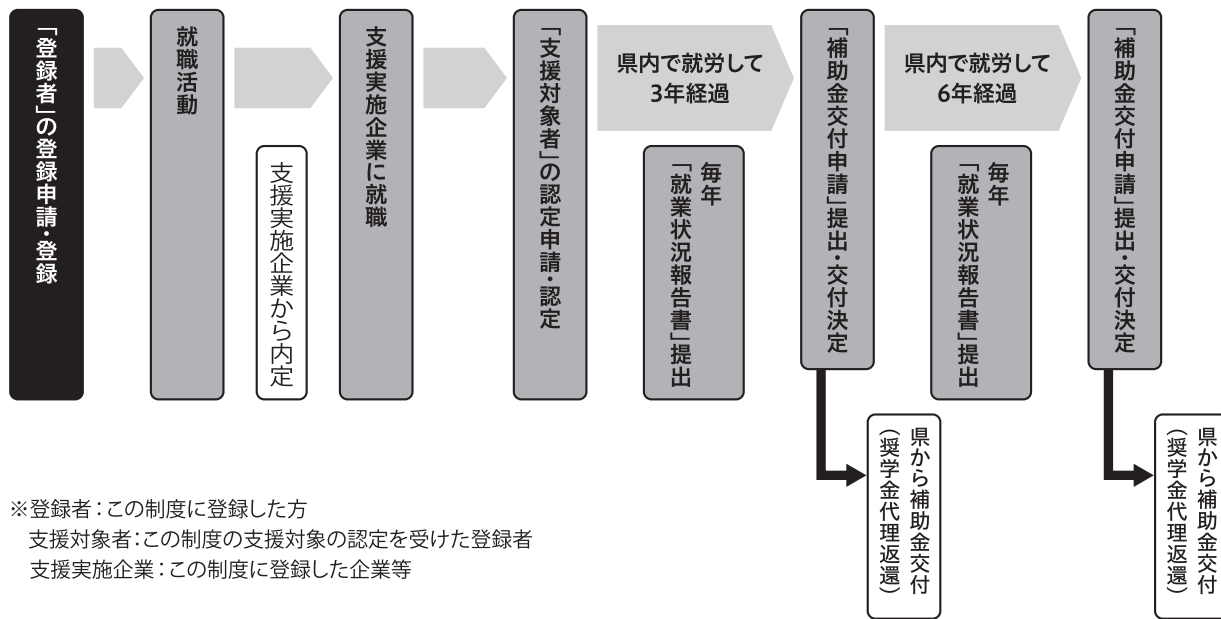 「登録者」の登録申請・登録
就職活動
支援実施企業から内定
支援実施企業に就職
「支援対象者」の認定申請・認定
県内で就労して
3年経過
毎年
「就業状況報告書」提出
「補助金交付申請」提出・交付決定
県から補助金交付
（奨学金代理返還）
県内で就労して
6年経過
毎年
「就業状況報告書」提出
「補助金交付申請」提出・交付決定
県から補助金交付
（奨学金代理返還）
※登録者：この制度に登録した方
支援対象者：この制度の支援対象の認定を受けた登録者
支援実施企業：この制度に登録した企業等